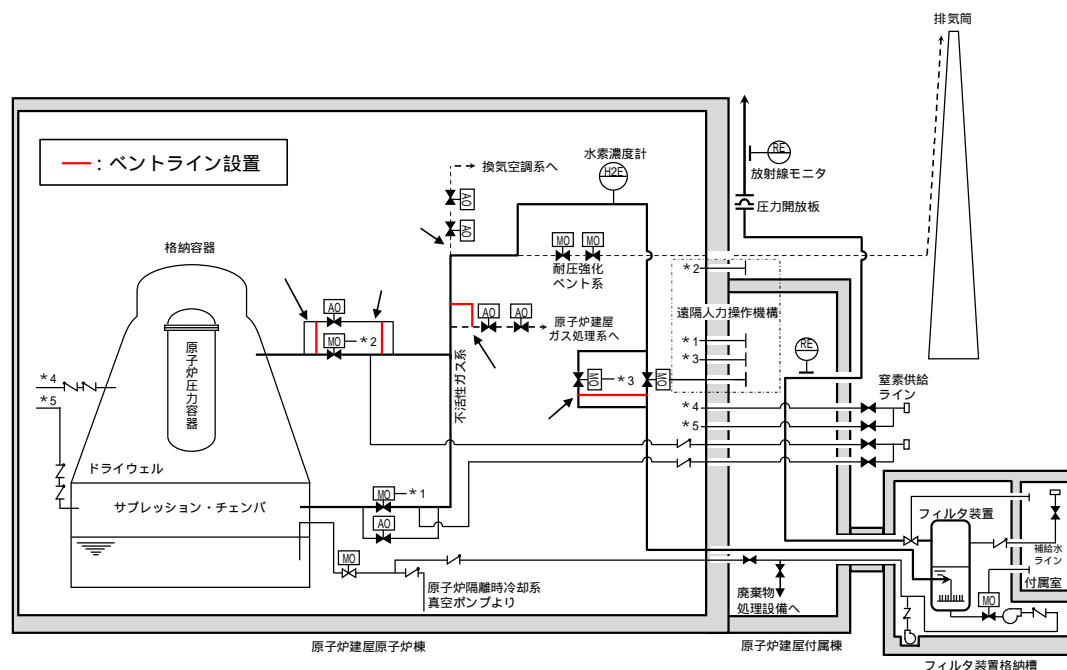 排気筒
：ベントライン設置
換気空調系へ
水素濃度計
H2E
RE
放射線モニタ
圧力開放板
AO
AO
格納容器
MO
MO
耐圧強化
ベント系
*2
遠隔人力操作機構
AO
MO
*2
AO
AO
原子炉建屋
ガス処理系へ
原子炉圧力容器
不活性ガス系
*1
*3
RE
*4
*5
MO
*3
MO
窒素供給
ライン
*4
*5
ドライウェル
サプレッション・チェンバ
MO
*1
AO
フィルタ装置
補給水
ライン
付属室
MO
MO
原子炉隔離時冷却系
真空ポンプより
廃棄物
処理設備へ
原子炉建屋原子炉棟
原子炉建屋付属棟
フィルタ装置格納槽